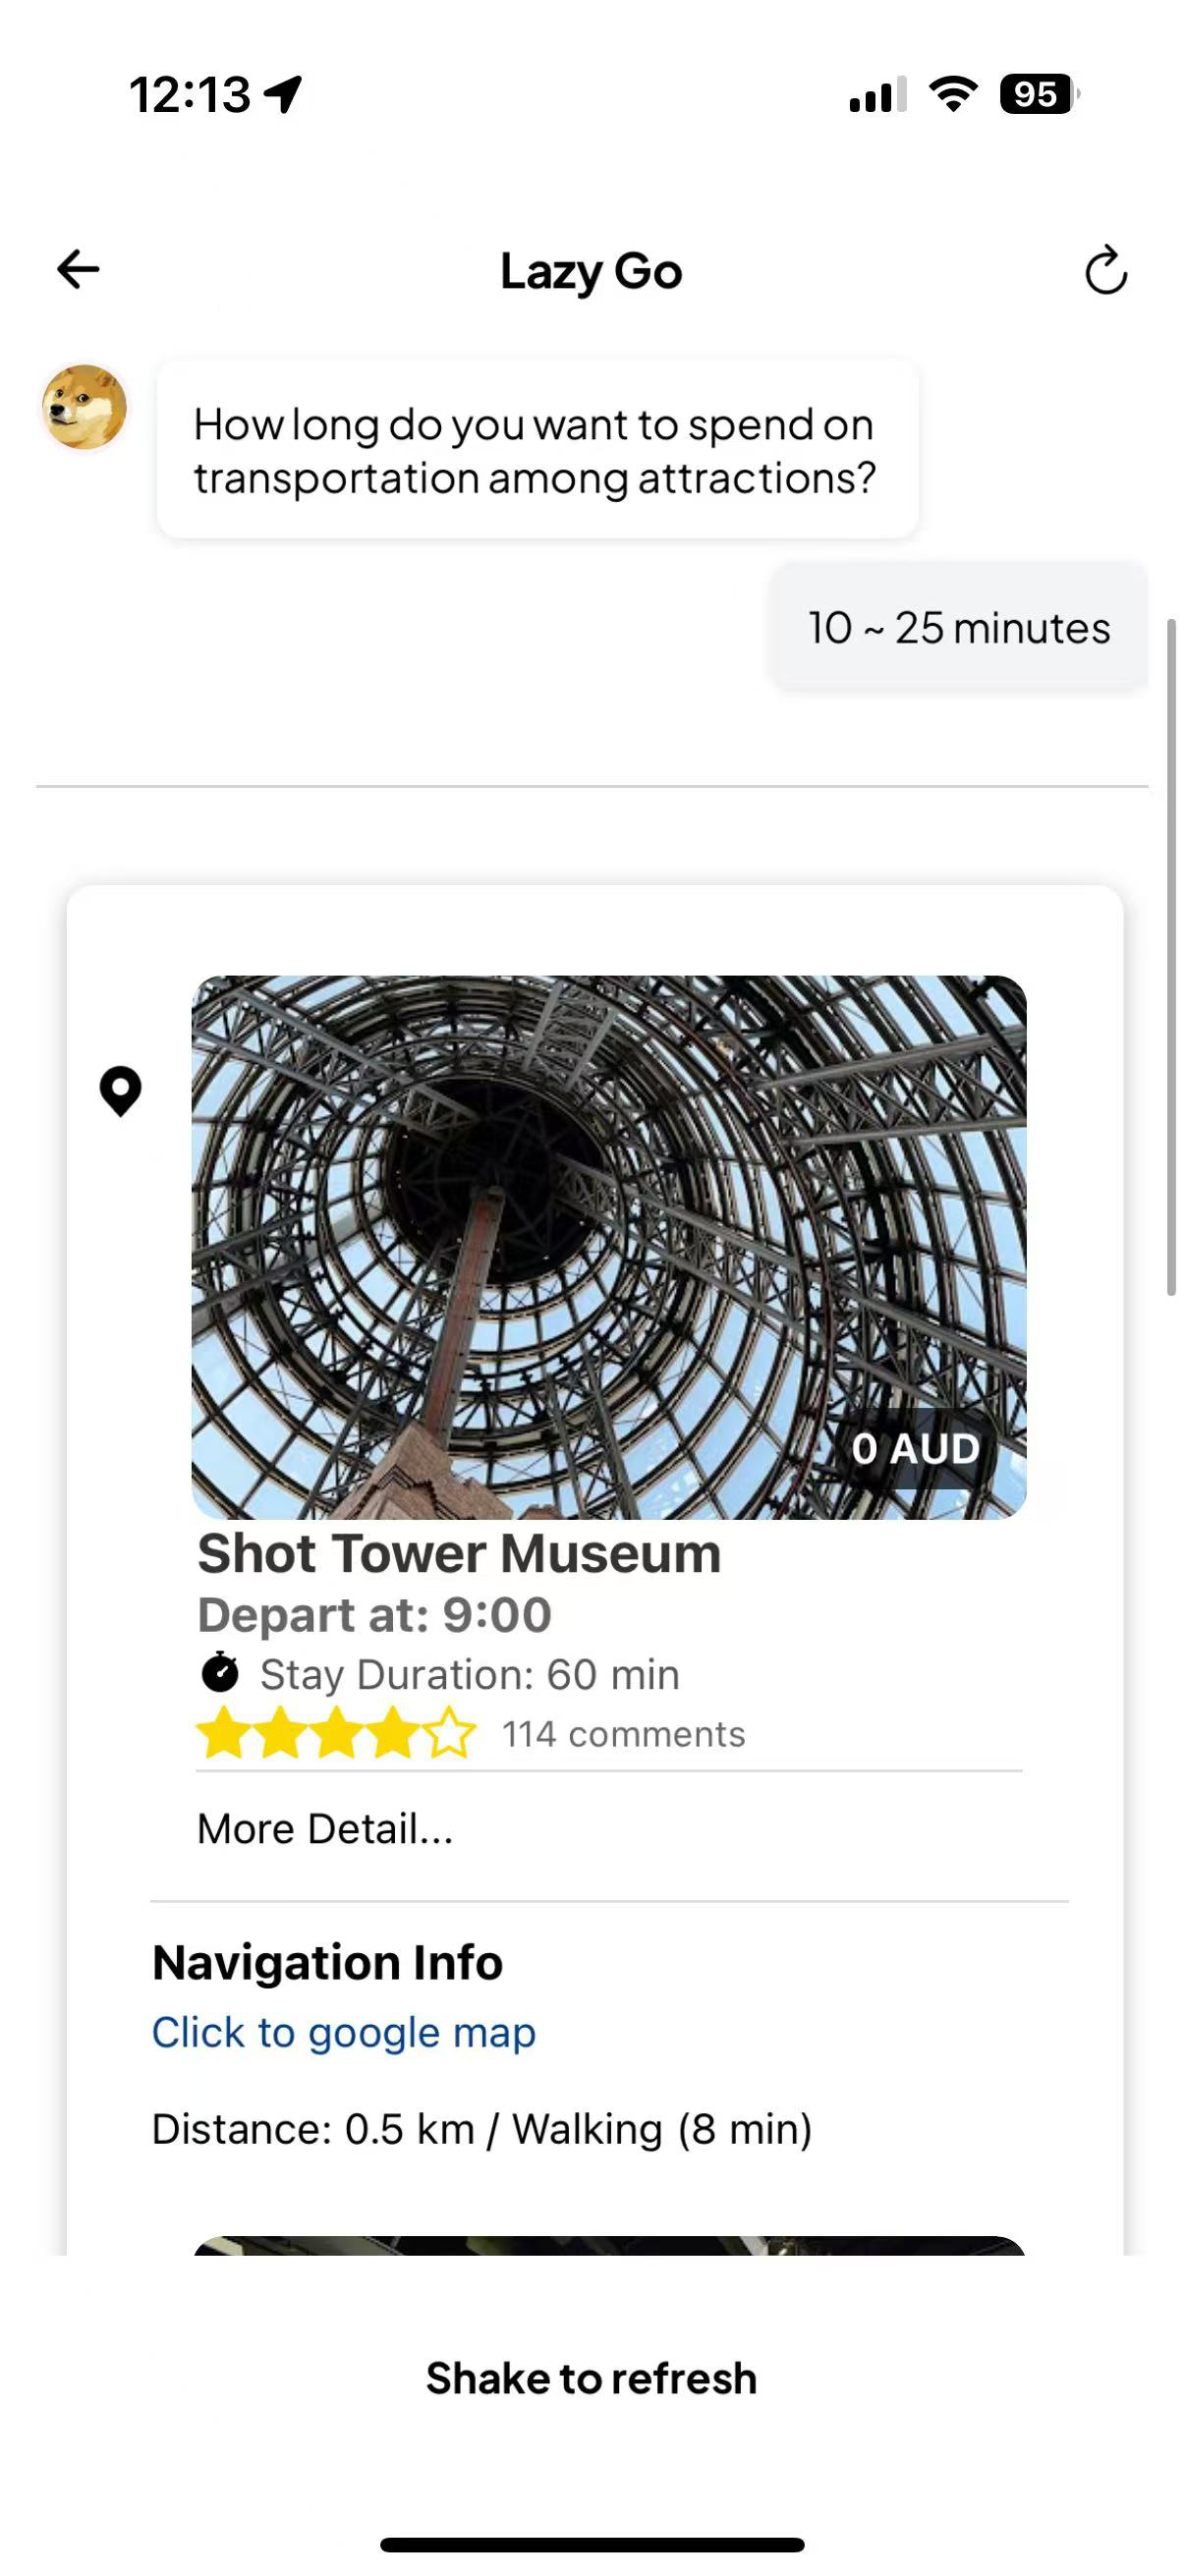 12:13
95
Lazy Go
How long do you want to spend on
transportation among attractions?
10 ~ 25 minutes
0 AUD
Shot Tower Museum
Depart at: 9:00
Stay Duration: 60 min
114 comments
More Detail...
Navigation Info
Click to google map
Distance: 0.5 km / Walking (8 min)
Shake to refresh